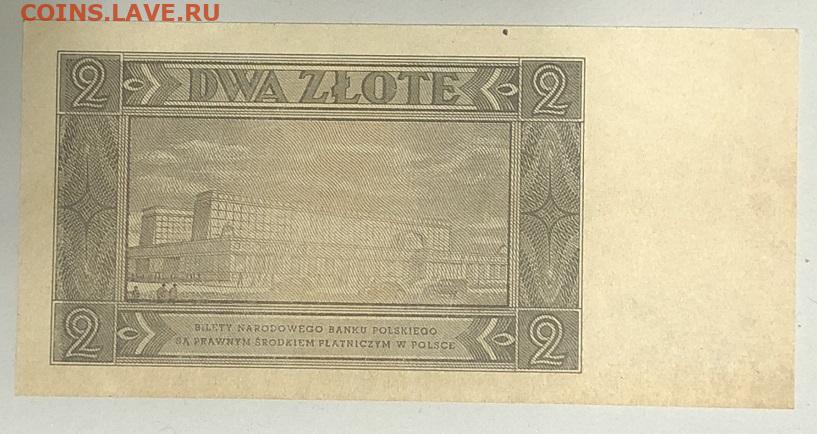 COINS.LAVE.RU
2 DWA ZŁOTE 2
2 BILETY NARODOWEGO BANKU POLSKIEGO 2
SĄ PRAWNYM ŚRODKIEM PŁATNICZYM W POLSCE